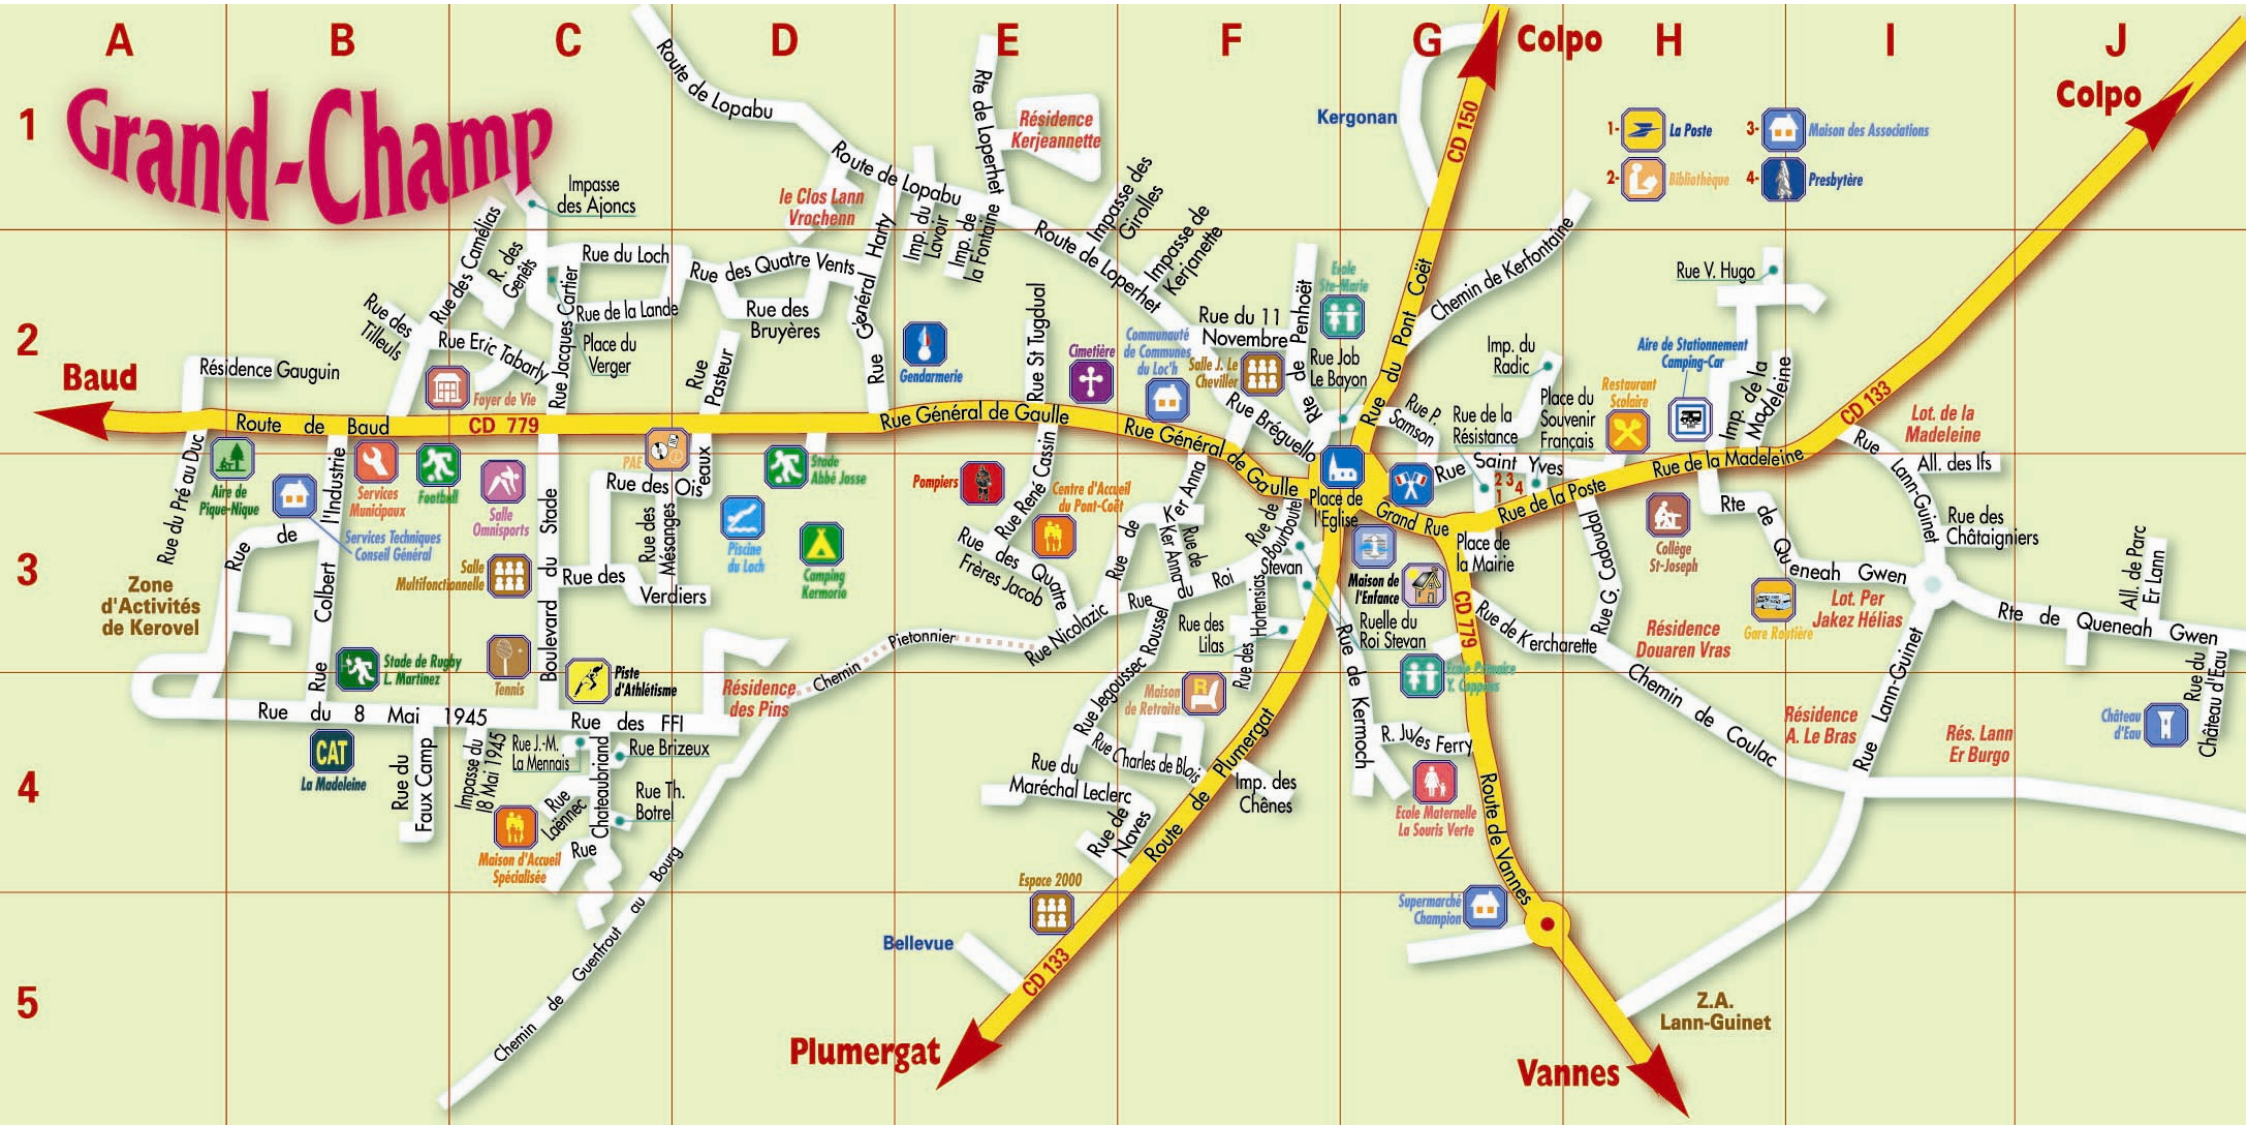 A
B
C
D
E
F
G
H
I
J
1
2
3
4
5
Grand-Champ
Colpo
Colpo
Baud
Plumergat
Vannes
CD 150
CD 133
CD 779
CD 779
CD 133
1-
La Poste
2-
Bibliothèque
3-
Maison des Associations
4-
Presbytère
Route de Lopabu
Route de Lopabu
Rte de Loperhet
Résidence
Kerjeannette
Kergonan
Impasse
des Ajoncs
le Clos Lann
Vrochenn
Impasse des
Girolles
Impasse de
Kerjanette
Imp. du
Lavoir
Imp. de
la Fontaine
Route de Loperhet
Rue des Camélias
R. des
Genêts
Rue du Loch
Rue des Quatre Vents
Rue de la Lande
Rue des
Bruyères
Rue Général Harty
Rue des
Tilleuls
Rue Eric Tabarly
Rue Jacques Cartier
Place du
Verger
Rue
Pasteur
Résidence Gauguin
Foyer de Vie
Gendarmerie
Rue St Tugdual
Cimetière
Communauté
de Communes
du Loc'h
Rue du 11
Novembre
Salle J. Le
Cheviller
Rte de Penhoët
Ecole
Ste-Marie
Rue Job
Le Bayon
Rue du Pont Coët
Chemin de Kerfontaine
Rue V. Hugo
Imp. du
Radic
Aire de Stationnement
Camping-Car
Restaurant
Scolaire
Place du
Souvenir
Français
Imp. de la
Madeleine
Rue P.
Samson
Rue de la
Résistance
Rue Bréguello
Lot. de la
Madeleine
Route de Baud
Rue Général de Gaulle
Rue Général de Gaulle
Rue Saint Yves
Rue de la Madeleine
Rue de la Poste
2 3 4
1
Rue Lann-Guinet
All. des Ifs
Rue du Pré au Duc
Aire de
Pique-Nique
Services
Municipaux
Football
PAE
Stade
Abbé Josse
Services Techniques
Conseil Général
Salle
Omnisports
Rue des Oiseaux
Rue des
Mésanges
Piscine
du Loch
Camping
Kermorio
Pompiers
Rue René Cassin
Centre d'Accueil
du Pont-Coët
Rue des Quatre
Frères Jacob
Rue de Ker Anna
Rue de
Ker Anna
Rue du Roi
Stevan
Rue de
Bourboute
Place de
l'Eglise
Grand Rue
Place de
la Mairie
Maison de
l'Enfance
Rte de Queneah Gwen
Rue des
Châtaigniers
Collège
St-Joseph
Gare Routière
Lot. Per
Jakez Hélias
Rte de Queneah Gwen
All. de Parc
Er Lann
Rue de l'Industrie
Rue Colbert
Zone
d'Activités
de Kerovel
Salle
Multifonctionnelle
Boulevard du Stade
Rue des
Verdiers
Stade de Rugby
L. Martinez
Tennis
Piste
d'Athlétisme
Résidence
des Pins
Chemin Pietonnier
Rue Nicolazic
Rue Jegoussec Roussel
Rue des
Lilas
Rue des Hortensias
Ruelle du
Roi Stevan
Rue de Kermoch
Rue de Kercharette
Rue G. Cadoudal
Résidence
Douaren Vras
Ecole Primaire
Y. Coppens
Maison
de Retraite
Chemin de Coulac
Résidence
A. Le Bras
Rue Lann-Guinet
Rés. Lann
Er Burgo
Château
d'Eau
Rue du
Château d'Eau
Rue du 8 Mai 1945
Rue des FFI
CAT
La Madeleine
Rue du
Faux Camp
Impasse du
18 Mai 1945
Rue J.-M.
La Mennais
Rue Brizeux
Rue Chateaubriand
Rue
Laënnec
Rue Th.
Botrel
Maison d'Accueil
Spécialisée
Chemin de Guenfrout au Bourg
Rue Charles de Blois
Rue du
Maréchal Leclerc
Rue de
Naves
Route de Plumergat
Imp. des
Chênes
R. Jules Ferry
Ecole Maternelle
La Souris Verte
Route de Vannes
Espace 2000
Bellevue
Supermarché
Champion
Z.A.
Lann-Guinet